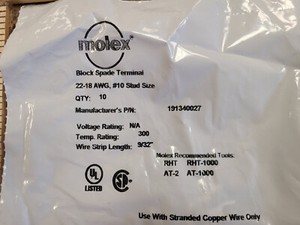 molex
Block Spade Terminal
22-18 AWG, #10 Stud Size
QTY: 10
Manufacturer's P/N: 191340027
Voltage Rating: N/A
Temp. Rating: 300
Wire Strip Length: 9/32"
Molex Recommended Tools:
RHT RHT-1000
AT-2 AT-1000
UL
LISTED
Use With Stranded Copper Wire Only